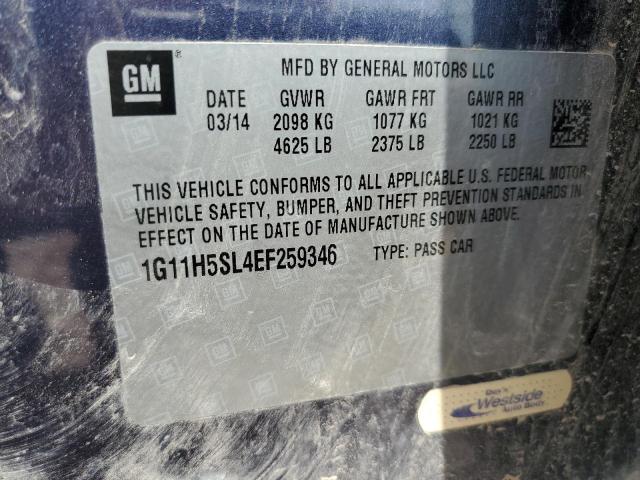 GM
MFD BY GENERAL MOTORS LLC
DATE GVWR GAWR FRT GAWR RR
03/14 2098 KG 1077 KG 1021 KG
4625 LB 2375 LB 2250 LB
THIS VEHICLE CONFORMS TO ALL APPLICABLE U.S. FEDERAL MOTOR
VEHICLE SAFETY, BUMPER, AND THEFT PREVENTION STANDARDS IN
EFFECT ON THE DATE OF MANUFACTURE SHOWN ABOVE.
1G11H5SL4EF259346 TYPE: PASS CAR
Westside
Auto Body